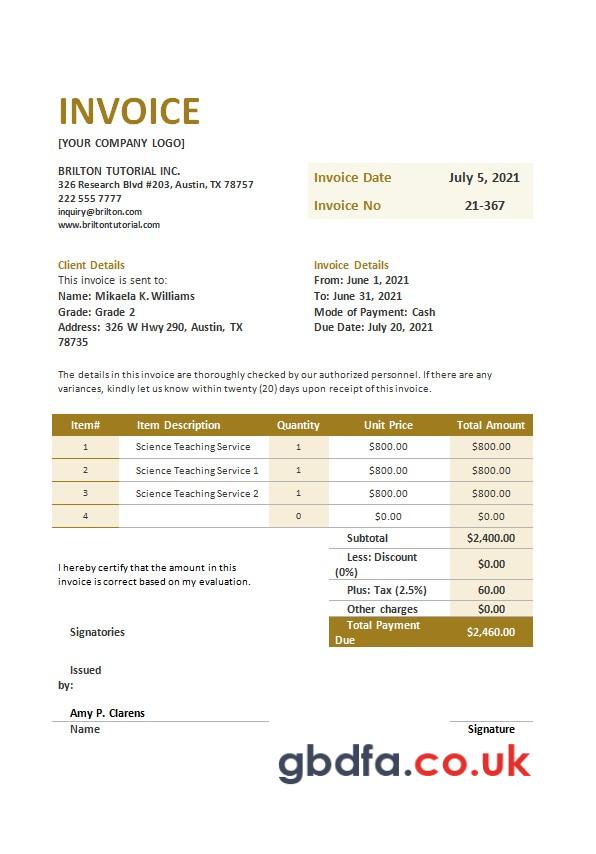 INVOICE
[YOUR COMPANY LOGO]
BRILTON TUTORIAL INC.
326 Research Blvd #203, Austin, TX 78757
222 555 7777
inquiry@brilton.com
www.briltontutorial.com
Invoice Date July 5, 2021
Invoice No 21-367
Client Details
This invoice is sent to:
Name: Mikaela K. Williams
Grade: Grade 2
Address: 326 W Hwy 290, Austin, TX
78735
Invoice Details
From: June 1, 2021
To: June 31, 2021
Mode of Payment: Cash
Due Date: July 20, 2021
The details in this invoice are thoroughly checked by our authorized personnel. If there are any
variances, kindly let us know within twenty (20) days upon receipt of this invoice.
Item# Item Description Quantity Unit Price Total Amount
1 Science Teaching Service 1 $800.00 $800.00
2 Science Teaching Service 1 1 $800.00 $800.00
3 Science Teaching Service 2 1 $800.00 $800.00
4 0 $0.00 $0.00
Subtotal $2,400.00
Less: Discount
(0%) $0.00
Plus: Tax (2.5%) 60.00
Other charges $0.00
Total Payment
Due $2,460.00
I hereby certify that the amount in this
invoice is correct based on my evaluation.
Signatories
Issued
by:
Amy P. Clarens
Name Signature
gbdfa.co.uk